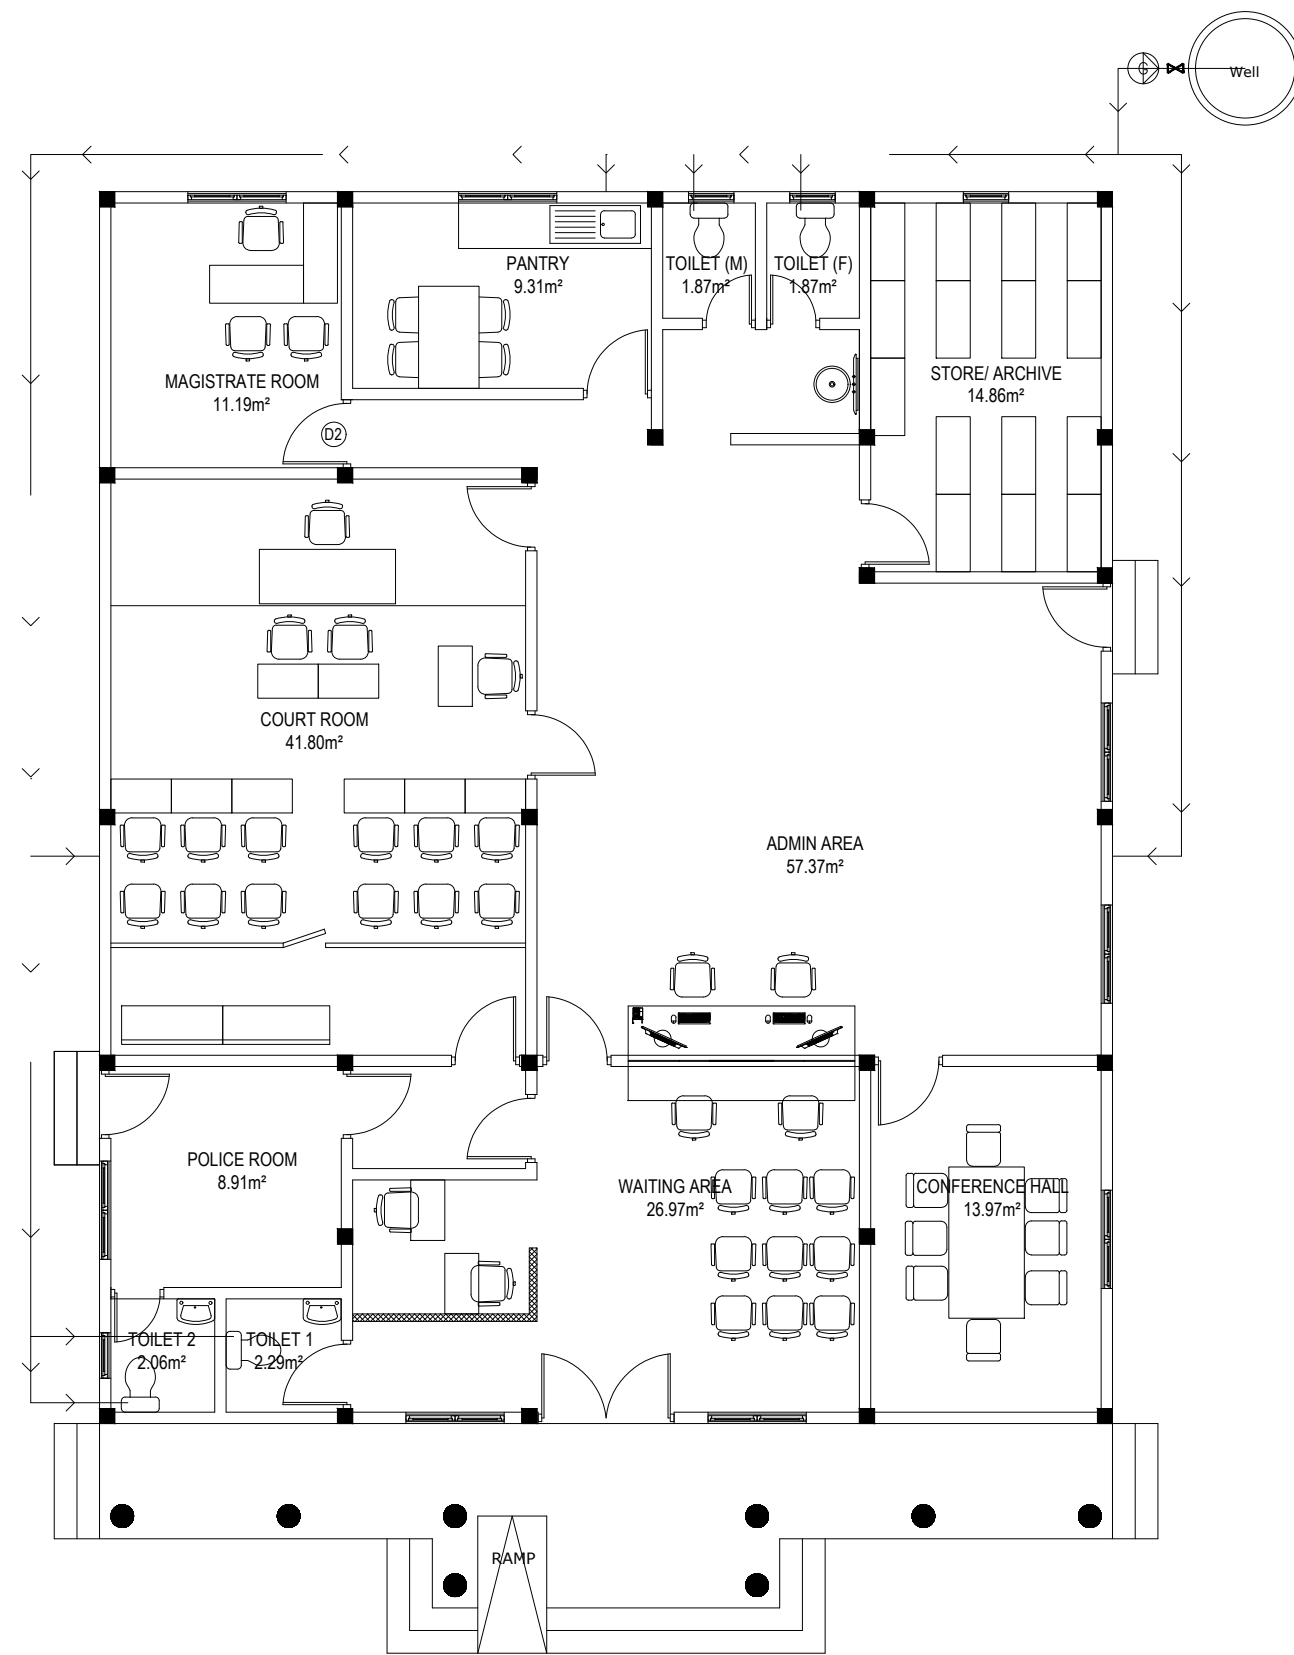 Well
G
PANTRY
9.31m²
TOILET (M)
1.87m²
TOILET (F)
1.87m²
MAGISTRATE ROOM
11.19m²
STORE/ ARCHIVE
14.86m²
D2
COURT ROOM
41.80m²
ADMIN AREA
57.37m²
POLICE ROOM
8.91m²
WAITING AREA
26.97m²
CONFERENCE HALL
13.97m²
TOILET 2
2.06m²
TOILET 1
2.29m²
RAMP